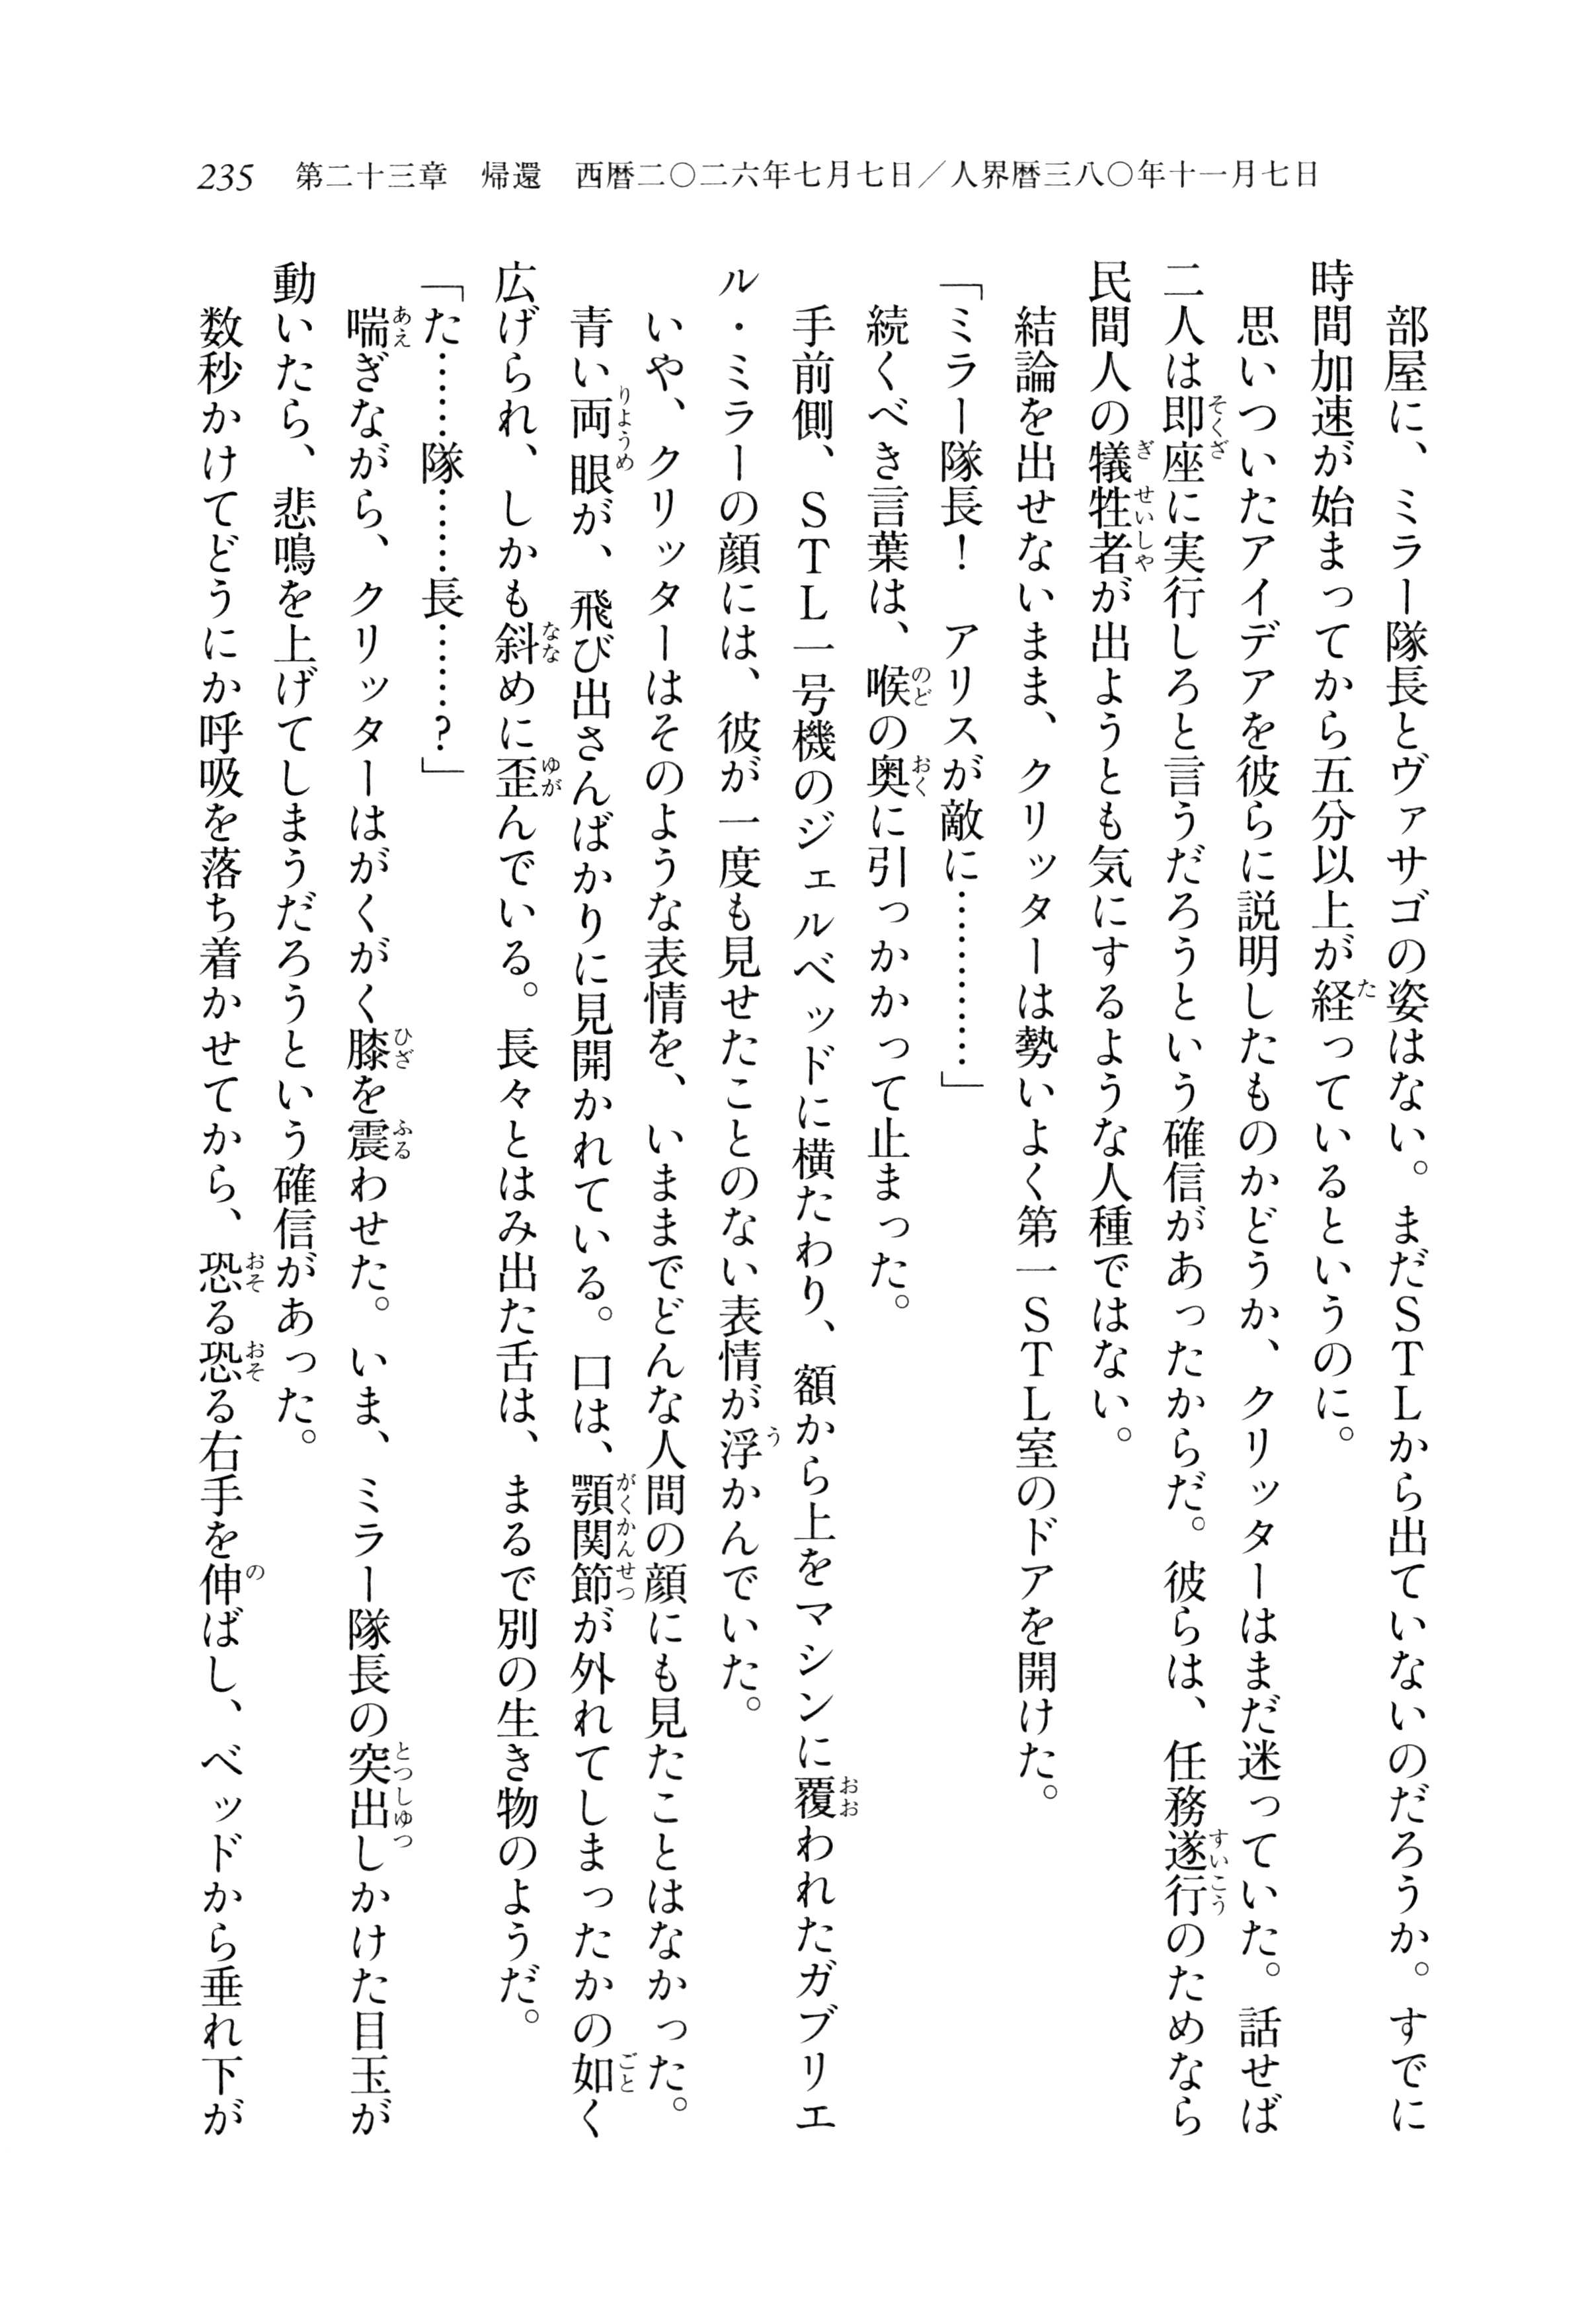 235 第二十三章 帰還 西暦二〇二六年七月七日／人界暦三八〇年十一月七日
　部屋に、ミラー隊長とヴァサゴの姿はない。まだＳＴＬから出ていないのだろうか。すでに
時間加速が始まってから五分以上が経っているというのに。
　思いついたアイデアを彼らに説明したものかどうか、クリッターはまだ迷っていた。話せば
二人は即座に実行しろと言うだろうという確信があったからだ。彼らは、任務遂行のためなら
民間人の犠牲者が出ようとも気にするような人種ではない。
　結論を出せないまま、クリッターは勢いよく第一ＳＴＬ室のドアを開けた。
「ミラー隊長！　アリスが敵に…………」
　続くべき言葉は、喉の奥に引っかかって止まった。
　手前側、ＳＴＬ一号機のジェルベッドに横たわり、額から上をマシンに覆われたガブリエ
ル・ミラーの顔には、彼が一度も見せたことのない表情が浮かんでいた。
　いや、クリッターはそのような表情を、いままでどんな人間の顔にも見たことはなかった。
　青い両眼が、飛び出さんばかりに見開かれている。口は、顎関節が外れてしまったかの如く
広げられ、しかも斜めに歪んでいる。長々とはみ出た舌は、まるで別の生き物のようだ。
「た……隊……長……？」
　喘ぎながら、クリッターはがくがく膝を震わせた。いま、ミラー隊長の突出しかけた目玉が
動いたら、悲鳴を上げてしまうだろうという確信があった。
　数秒かけてどうにか呼吸を落ち着かせてから、恐る恐る右手を伸ばし、ベッドから垂れ下が